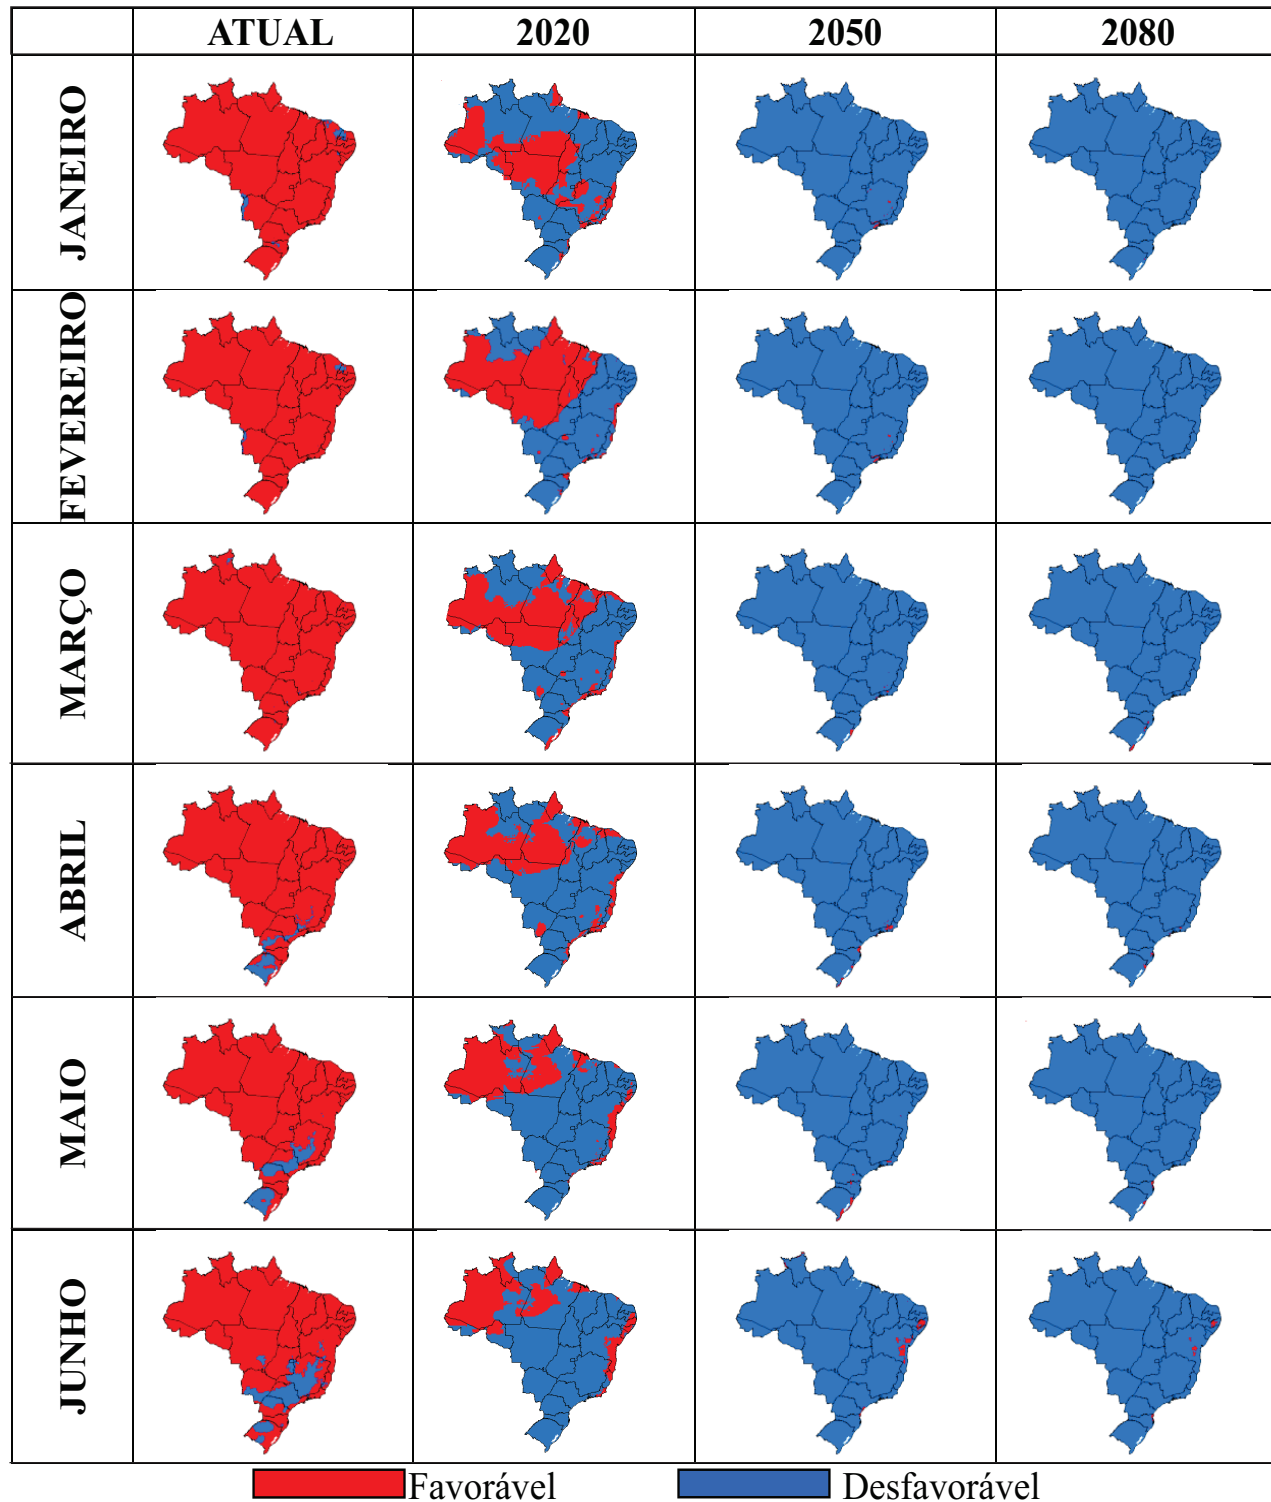 ATUAL 2020 2050 2080
JANEIRO
FEVEREIRO
MARÇO
ABRIL
MAIO
JUNHO
Favorável Desfavorável